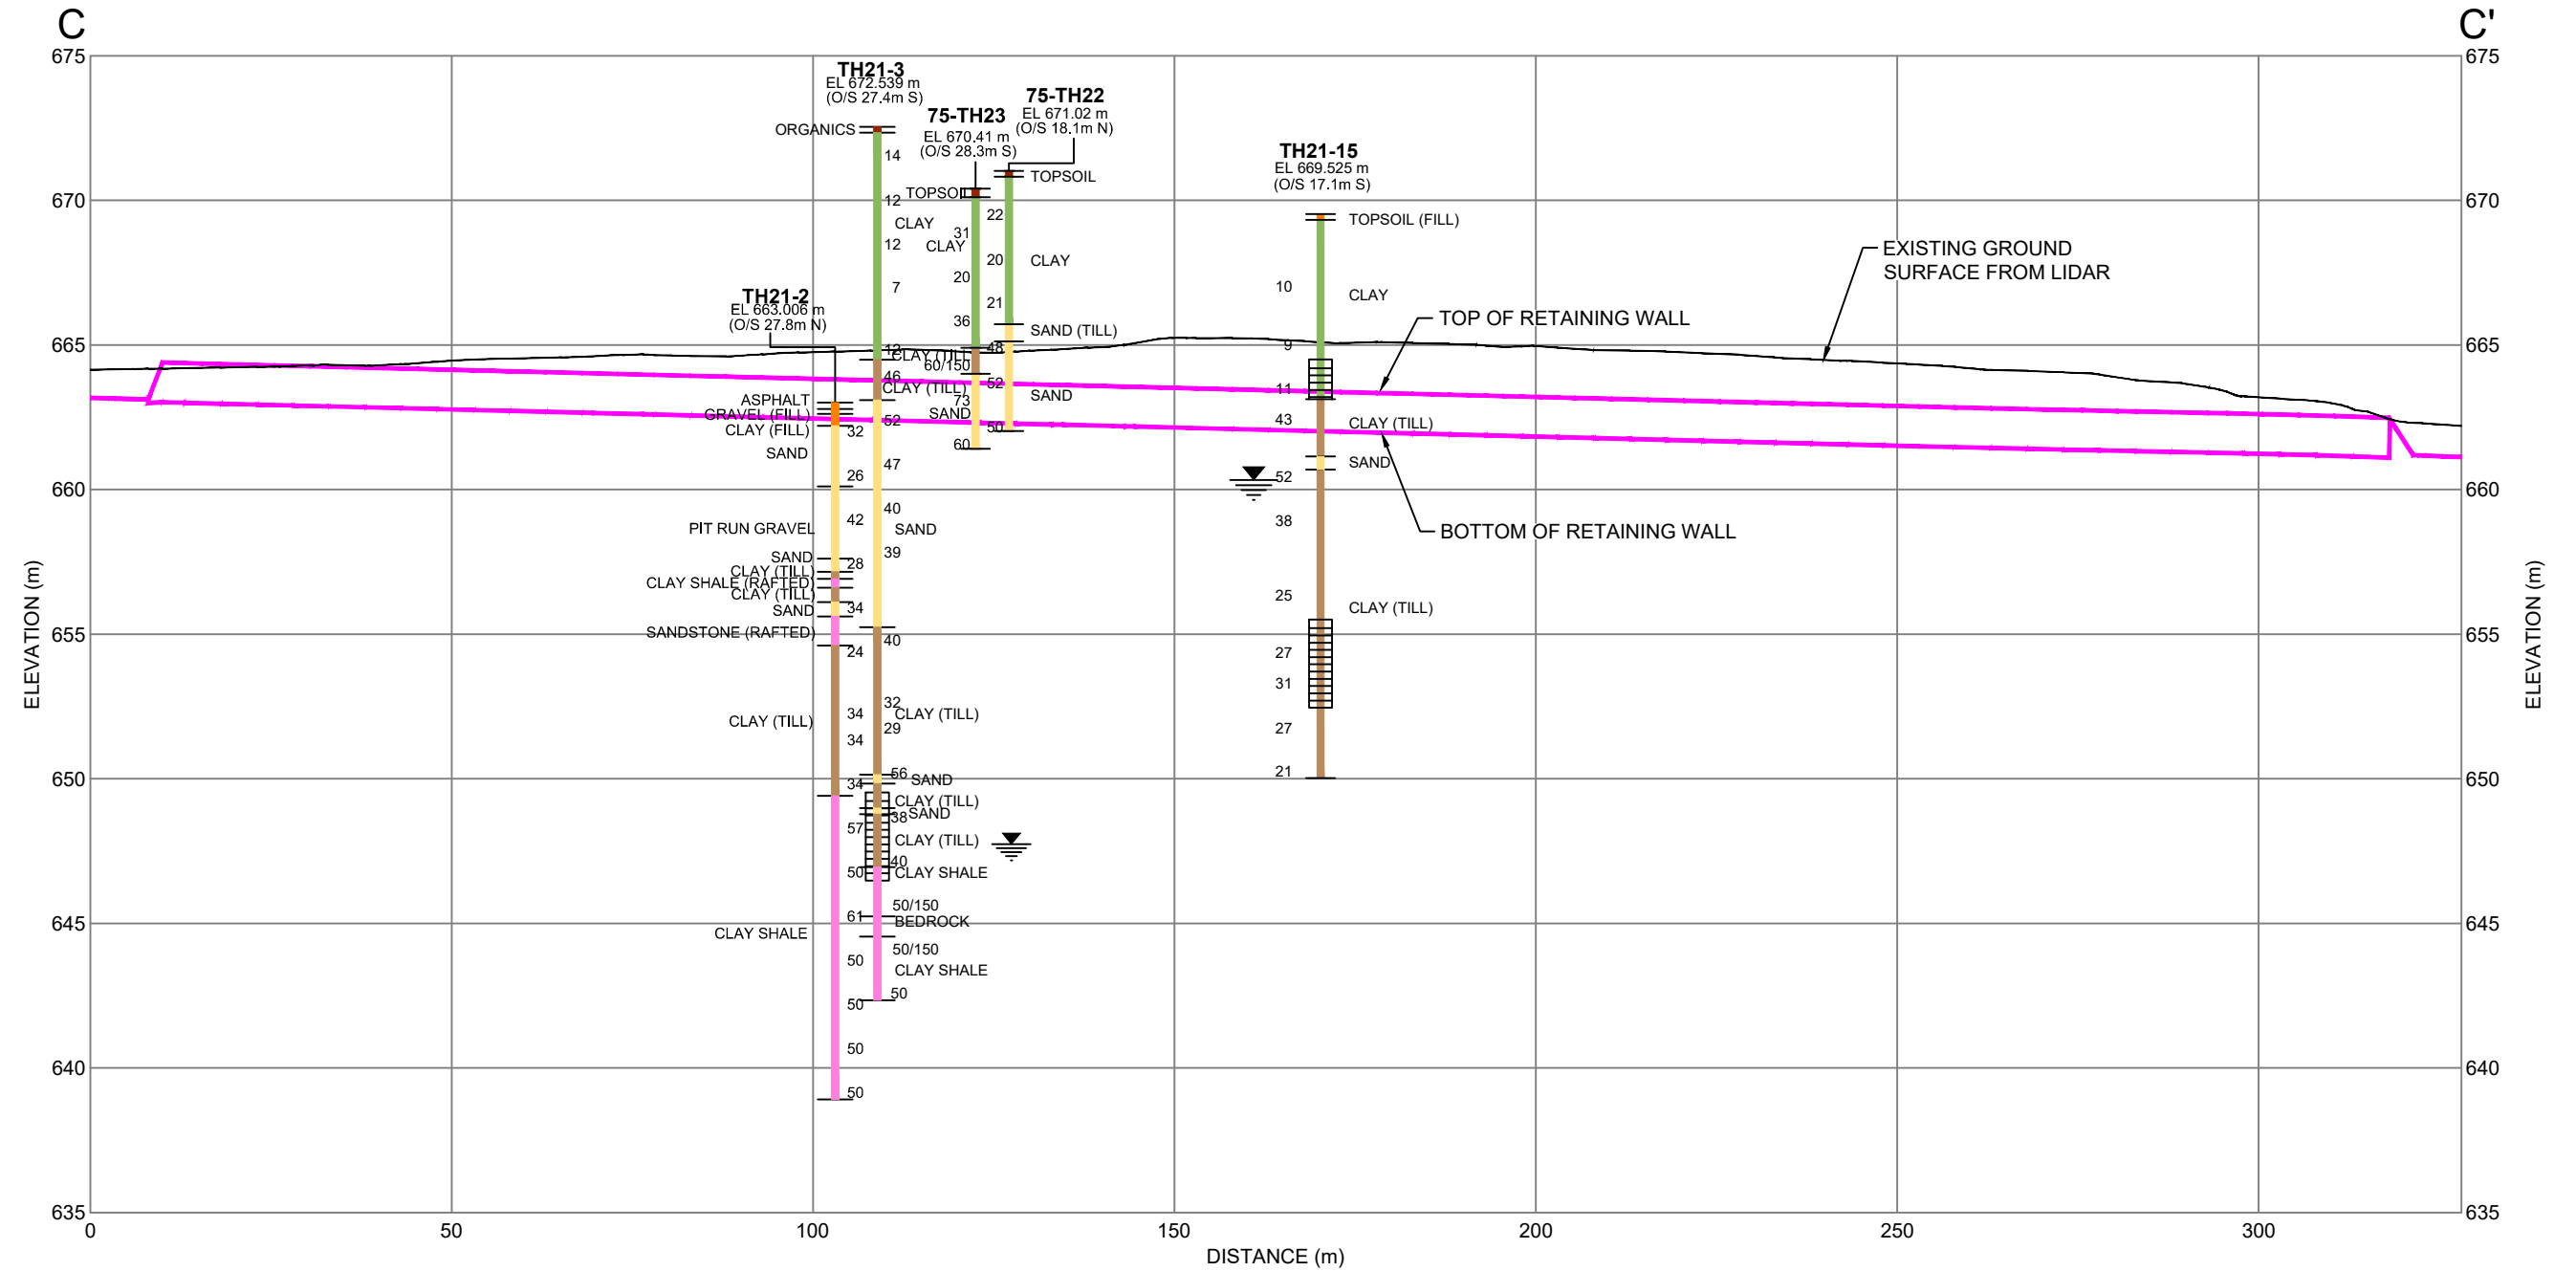 C
C'
675
675
TH21-3
EL 672.539 m
(O/S 27.4m S)
75-TH23
EL 670.41 m
(O/S 28.3m S)
75-TH22
EL 671.02 m
(O/S 18.1m N)
TH21-15
EL 669.525 m
(O/S 17.1m S)
TH21-2
EL 663.006 m
(O/S 27.8m N)
EXISTING GROUND
SURFACE FROM LIDAR
TOP OF RETAINING WALL
BOTTOM OF RETAINING WALL
670
670
665
665
660
660
655
655
650
650
645
645
640
640
635
635
ELEVATION (m)
ELEVATION (m)
ASPHALT
GRAVEL (FILL)
CLAY (FILL)
SAND
PIT RUN GRAVEL
SAND
CLAY (TILL)
CLAY SHALE (RAFTED)
CLAY (TILL)
SAND
SANDSTONE (RAFTED)
CLAY (TILL)
CLAY SHALE
32
26
42
28
34
24
34
34
34
57
50
61
50
50
50
50
ORGANICS
14
12
CLAY
12
7
12
CLAY (TILL)
46
52
47
40
SAND
39
40
32
CLAY (TILL)
29
56
SAND
CLAY (TILL)
SAND
38
CLAY (TILL)
40
CLAY SHALE
50/150
BEDROCK
50/150
CLAY SHALE
50
TOPSOIL
31
CLAY
20
36
60/150
CLAY (TILL)
73
SAND
60
TOPSOIL
22
20
CLAY
21
SAND (TILL)
48
52
SAND
50
TOPSOIL (FILL)
10
CLAY
9
11
43
CLAY (TILL)
SAND
52
38
25
CLAY (TILL)
27
31
27
21
0
50
100
150
200
250
300
DISTANCE (m)